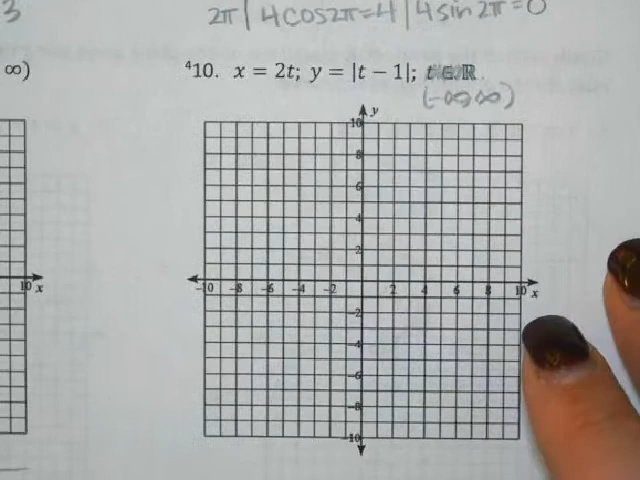 3
2π | 4cos2π=4 | 4sin2π=0
∞)
⁴10. x = 2t; y = |t − 1|; t ∈ ℝ
(-∞,∞)
y
10
8
6
4
2
-10 -8 -6 -4 -2 2 4 6 8 10 x
10 x
-2
-4
-6
-8
-10